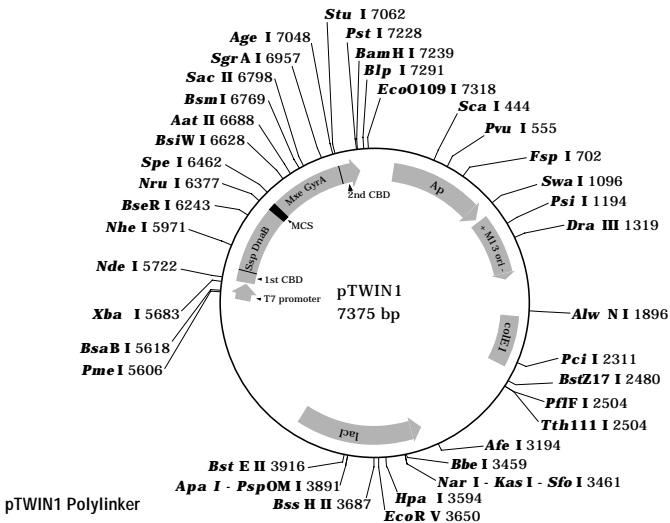 Stu I 7062
Pst I 7228
BamH I 7239
Blp I 7291
EcoO109 I 7318
Age I 7048
SgrA I 6957
Sac II 6798
BsmI 6769
Aat II 6688
BsiW I 6628
Spe I 6462
Nru I 6377
BseR I 6243
Nhe I 5971
Nde I 5722
Xba I 5683
BsaB I 5618
PmeI 5606
Sca I 444
Pvu I 555
Fsp I 702
Swa I 1096
Psi I 1194
Dra III 1319
Alw N I 1896
Pci I 2311
BstZ17 I 2480
PflF I 2504
Tth111 I 2504
Afe I 3194
Bbe I 3459
Nar I - Kas I - Sfo I 3461
Hpa I 3594
EcoR V 3650
Bss H II 3687
Apa I - PspOM I 3891
Bst E II 3916
Mxe GyrA
2nd CBD
MCS
Ssp DnaB
1st CBD
T7 promoter
Ap
+ M13 ori -
colE1
lacI
pTWIN1
7375 bp
pTWIN1 Polylinker